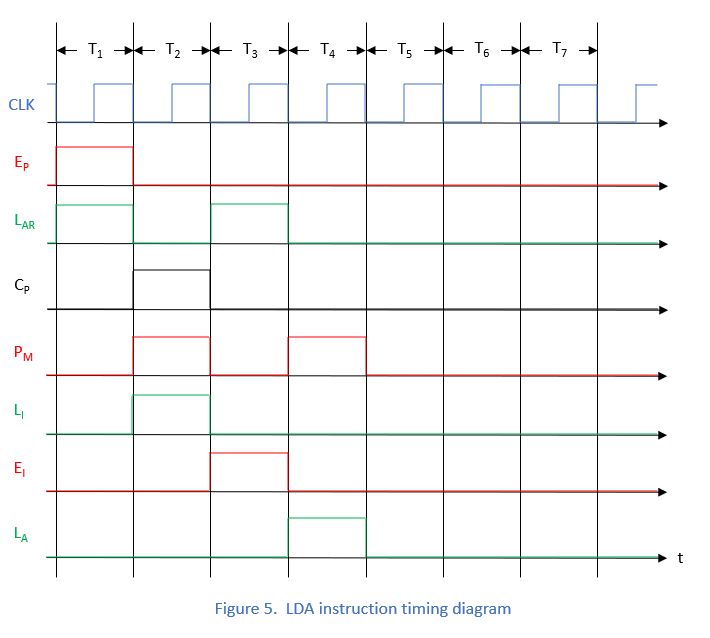 T1 T2 T3 T4 T5 T6 T7
CLK
EP
LAR
CP
PM
LI
EI
LA
t
Figure 5. LDA instruction timing diagram